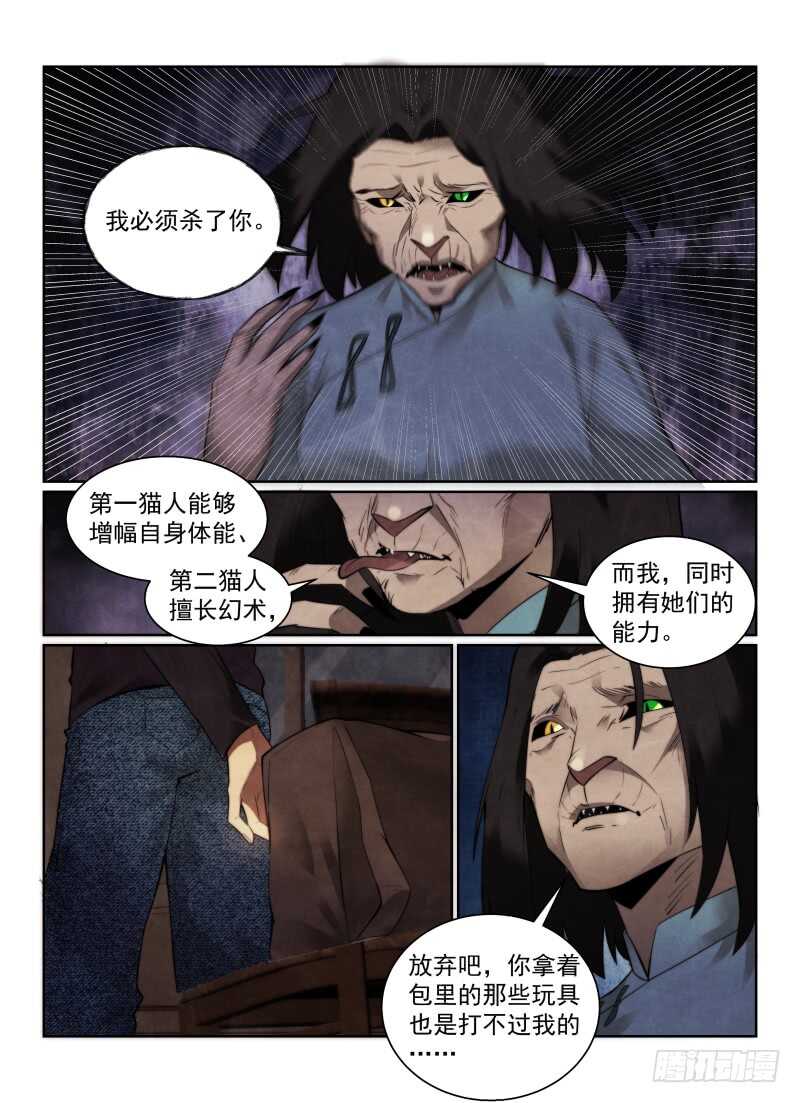 我必须杀了你。
第一猫人能够
增幅自身体能、
第二猫人
擅长幻术，
而我，同时
拥有她们的
能力。
放弃吧，你拿着
包里的那些玩具
也是打不过我的
……
腾讯动漫